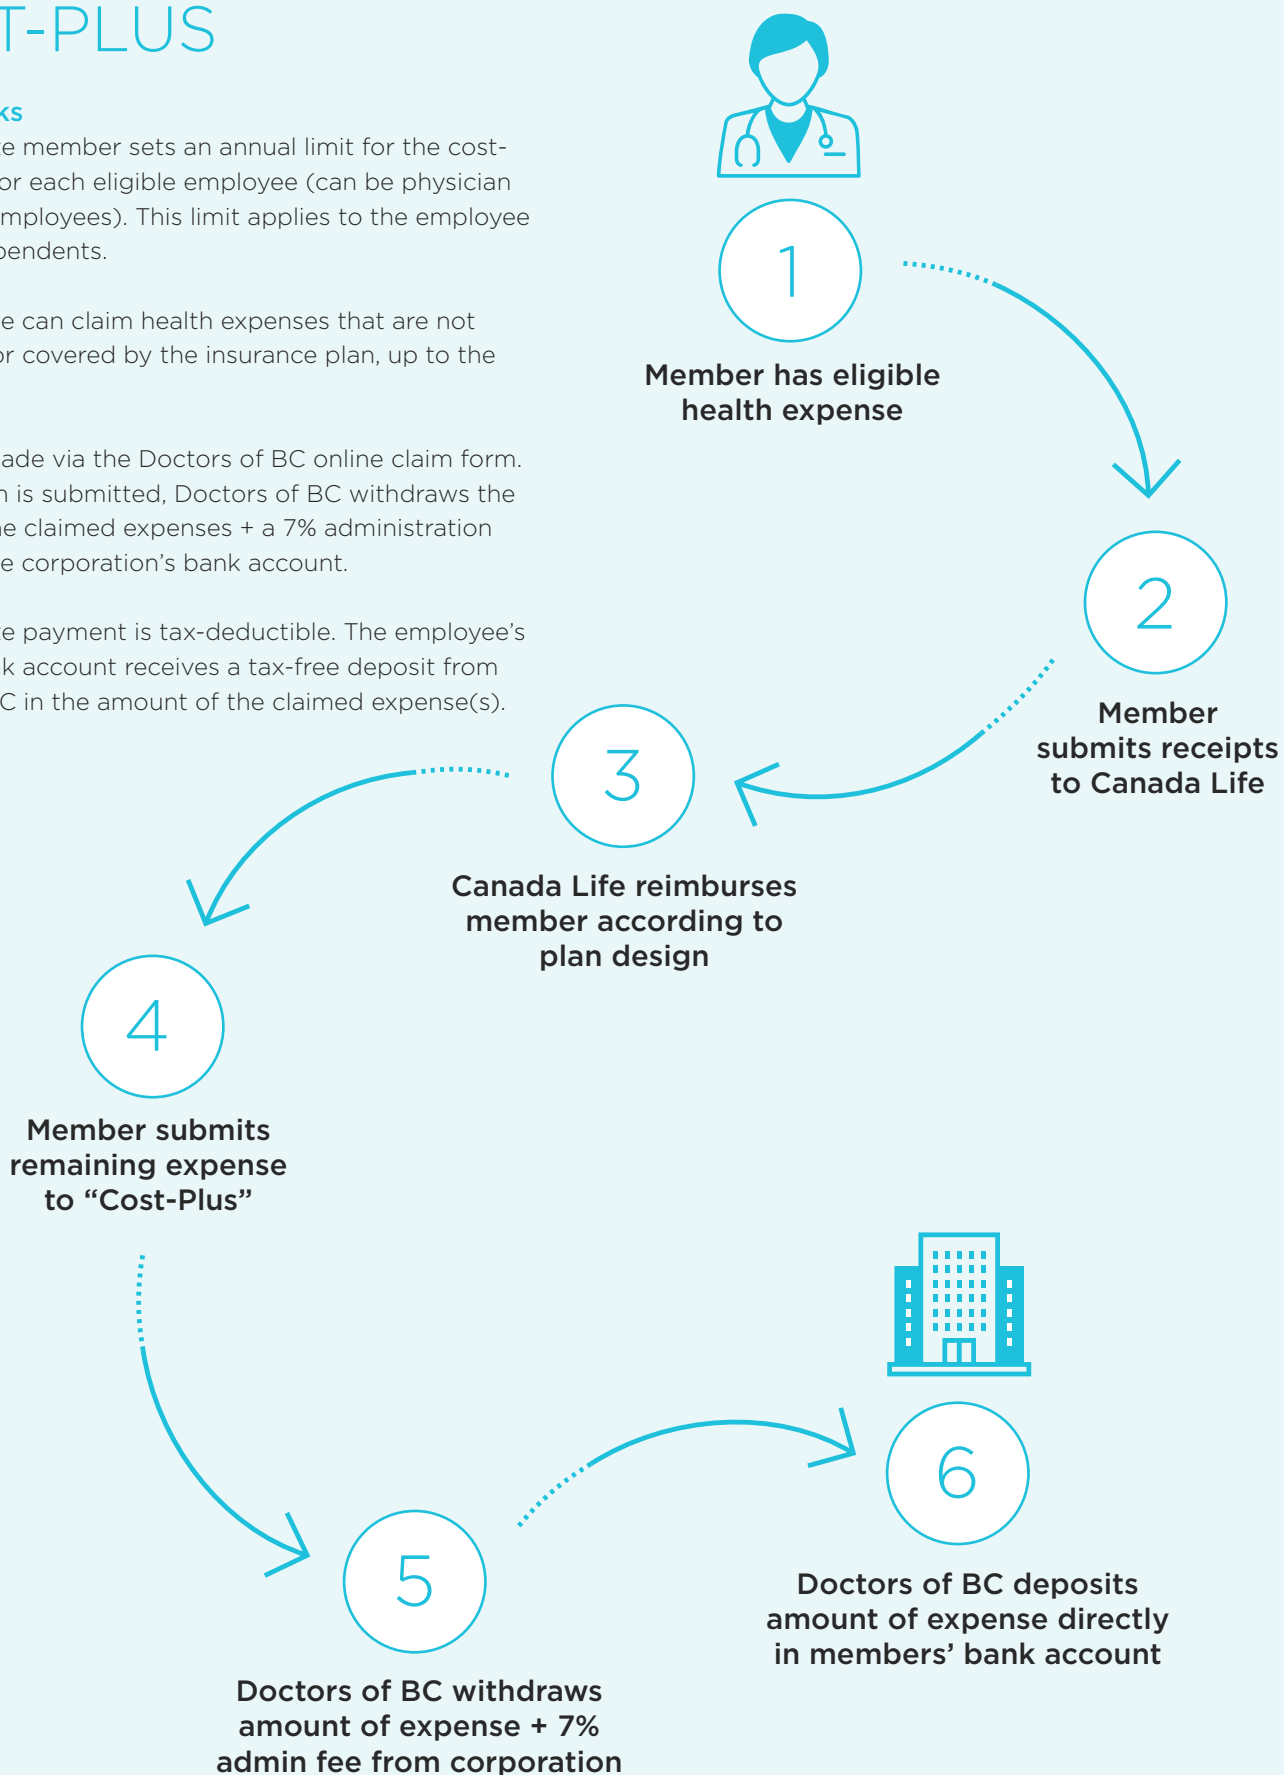 T-PLUS
ks
te member sets an annual limit for the cost-
or each eligible employee (can be physician
mployees). This limit applies to the employee
pendents.
e can claim health expenses that are not
or covered by the insurance plan, up to the
ade via the Doctors of BC online claim form.
n is submitted, Doctors of BC withdraws the
ne claimed expenses + a 7% administration
e corporation’s bank account.
te payment is tax-deductible. The employee’s
nk account receives a tax-free deposit from
C in the amount of the claimed expense(s).
1
Member has eligible
health expense
2
Member
submits receipts
to Canada Life
3
Canada Life reimburses
member according to
plan design
4
Member submits
remaining expense
to “Cost-Plus”
5
Doctors of BC withdraws
amount of expense + 7%
admin fee from corporation
6
Doctors of BC deposits
amount of expense directly
in members’ bank account